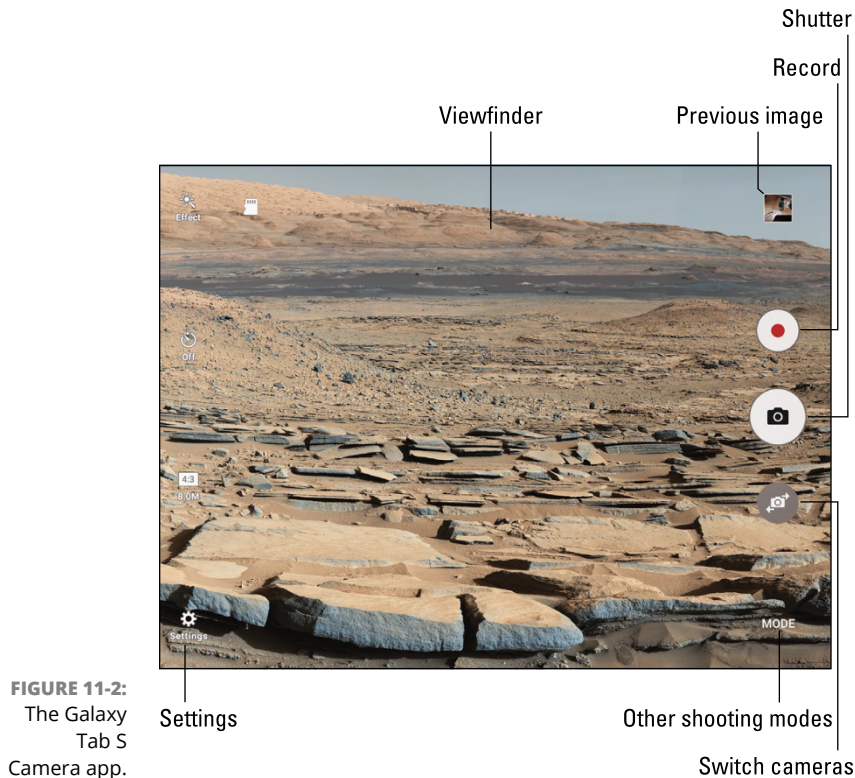 Shutter
Record
Viewfinder
Previous image
Effect
Off
4:3
8.0M
MODE
Settings
FIGURE 11-2:
The Galaxy
Tab S
Camera app.
Settings
Other shooting modes
Switch cameras